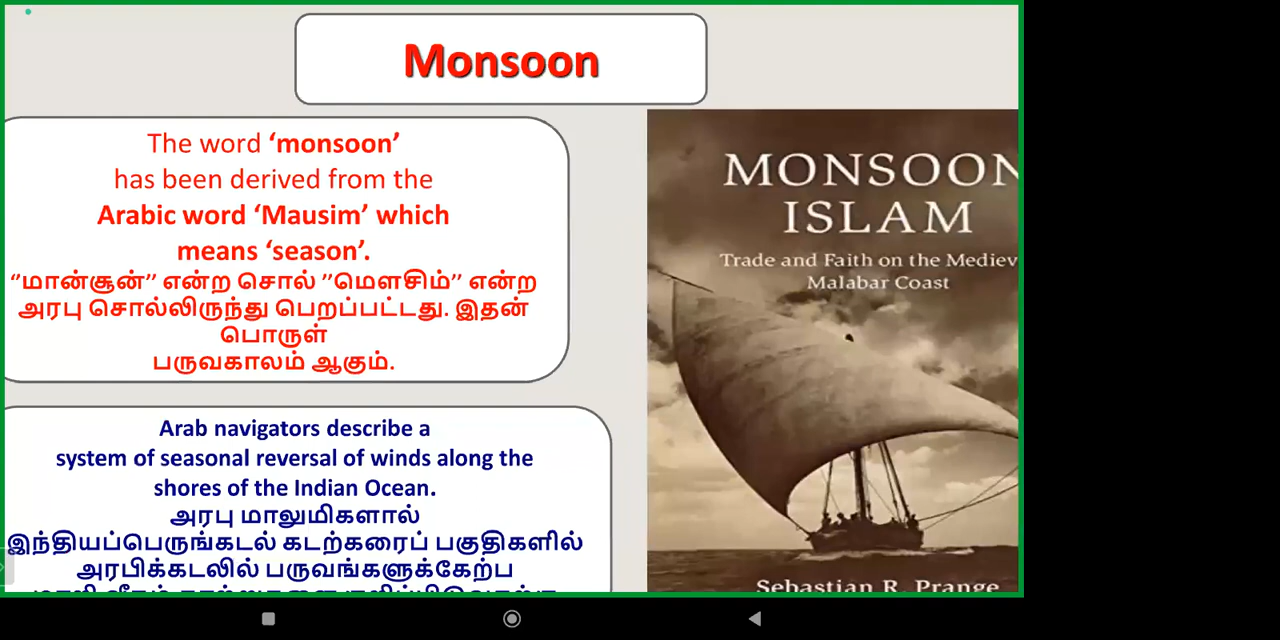 Monsoon
The word ‘monsoon’
has been derived from the
Arabic word ‘Mausim’ which
means ‘season’.
“மான்சூன்” என்ற சொல் ”மௌசிம்” என்ற
அரபு சொல்லிருந்து பெறப்பட்டது. இதன்
பொருள்
பருவகாலம் ஆகும்.
Arab navigators describe a
system of seasonal reversal of winds along the
shores of the Indian Ocean.
அரபு மாலுமிகளால்
இந்தியப்பெருங்கடல் கடற்கரைப் பகுதிகளில்
அரபிக்கடலில் பருவங்களுக்கேற்ப
MONSOON
ISLAM
Trade and Faith on the Mediev
Malabar Coast
Sebastian R. Prange